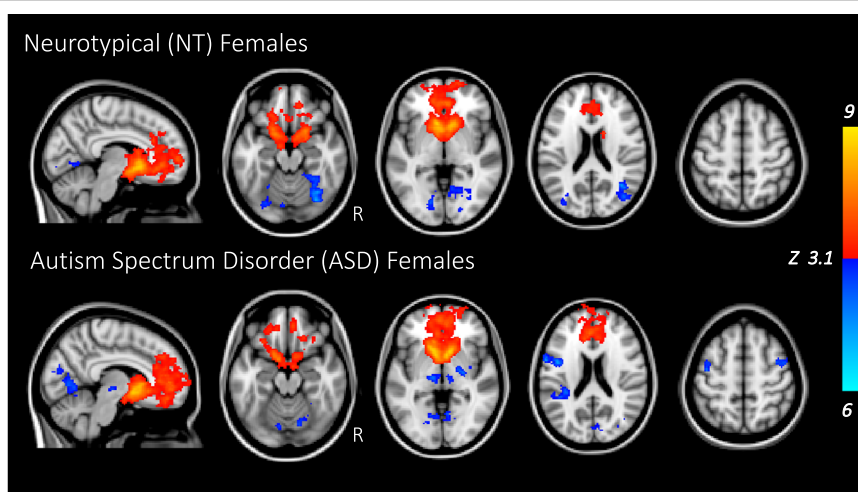 Neurotypical (NT) Females
9
R
Z 3.1
Autism Spectrum Disorder (ASD) Females
6
R